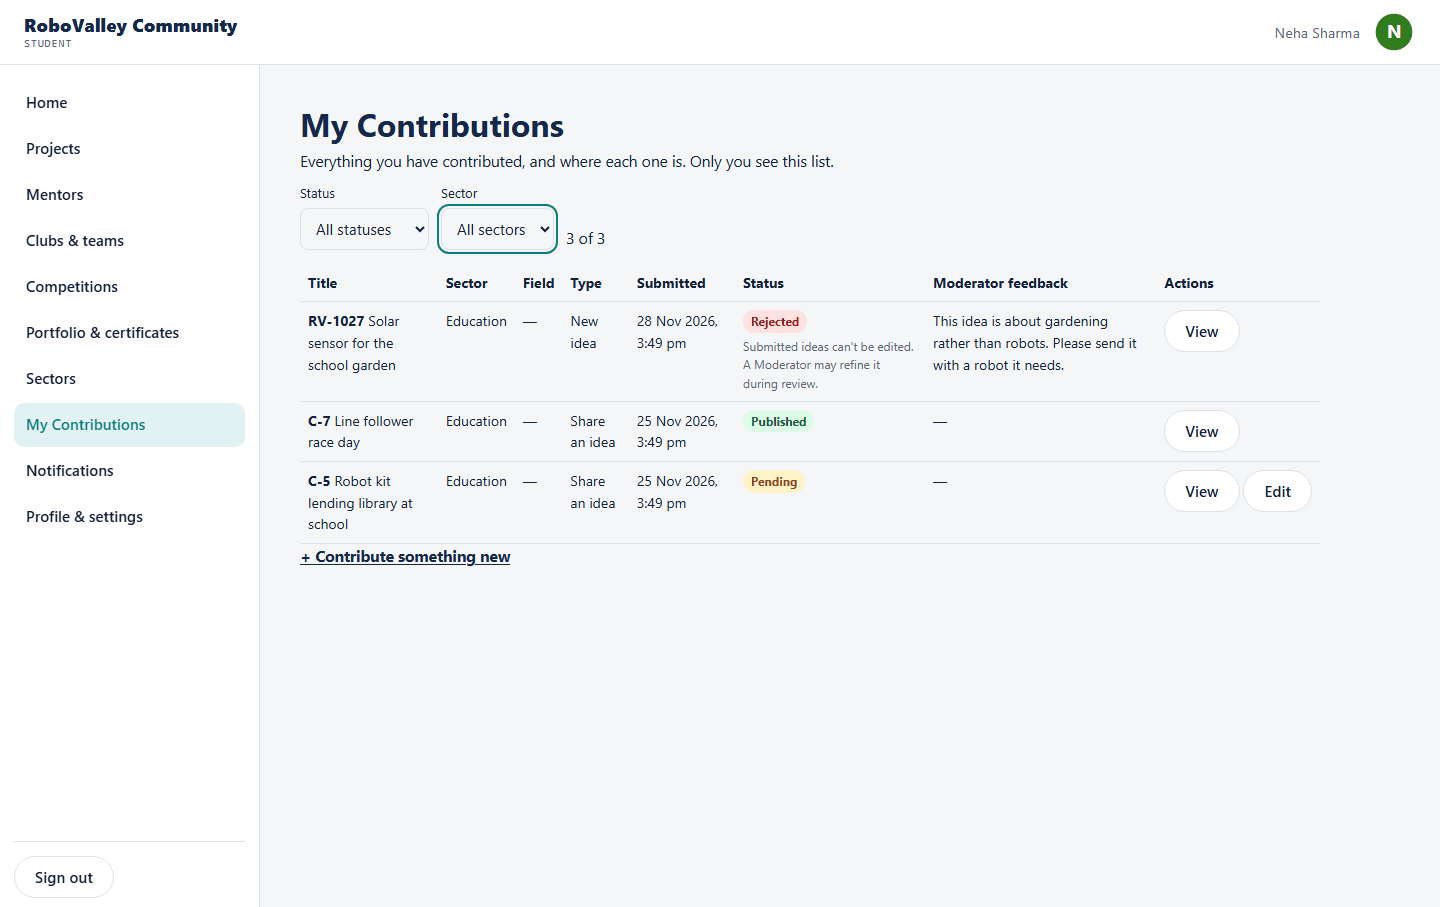 RoboValley Community
STUDENT
Neha Sharma
N
Home
Projects
Mentors
Clubs & teams
Competitions
Portfolio & certificates
Sectors
My Contributions
Notifications
Profile & settings
Sign out
My Contributions
Everything you have contributed, and where each one is. Only you see this list.
Status
Sector
All statuses
All sectors
3 of 3
Title Sector Field Type Submitted Status Moderator feedback Actions
RV-1027 Solar
sensor for the
school garden
Education
—
New
idea
28 Nov 2026,
3:49 pm
Rejected
Submitted ideas can't be edited.
A Moderator may refine it
during review.
This idea is about gardening
rather than robots. Please send it
with a robot it needs.
View
C-7 Line follower
race day
Education
—
Share
an idea
25 Nov 2026,
3:49 pm
Published
—
View
C-5 Robot kit
lending library at
school
Education
—
Share
an idea
25 Nov 2026,
3:49 pm
Pending
—
View
Edit
+ Contribute something new